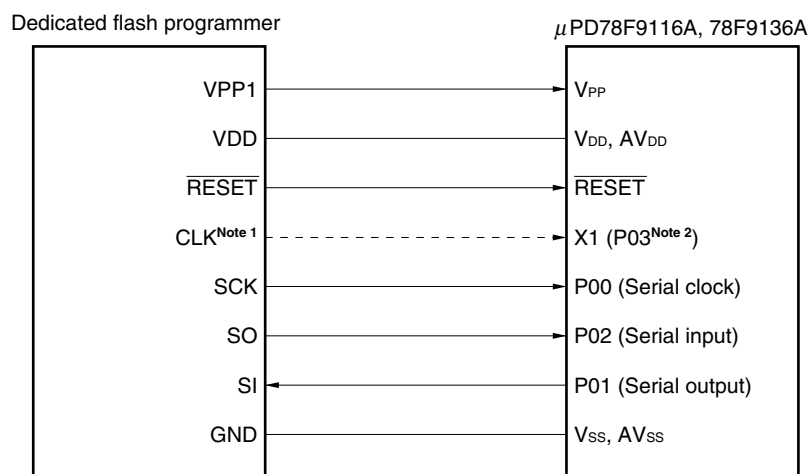 Dedicated flash programmer
μPD78F9116A, 78F9136A
VPP1 VPP
VDD VDD, AVDD
RESET RESET
CLKNote 1 X1 (P03Note 2)
SCK P00 (Serial clock)
SO P02 (Serial input)
SI P01 (Serial output)
GND VSS, AVSS